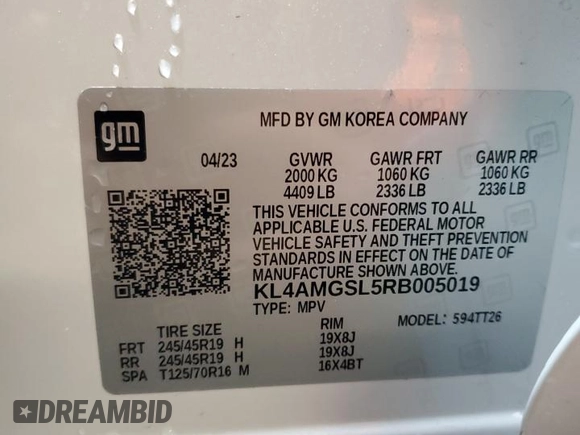 gm
MFD BY GM KOREA COMPANY
04/23 GVWR GAWR FRT GAWR RR
2000 KG 1060 KG 1060 KG
4409 LB 2336 LB 2336 LB
THIS VEHICLE CONFORMS TO ALL
APPLICABLE U.S. FEDERAL MOTOR
VEHICLE SAFETY AND THEFT PREVENTION
STANDARDS IN EFFECT ON THE DATE OF
MANUFACTURE SHOWN ABOVE.
KL4AMGSL5RB005019
TYPE: MPV MODEL: 594TT26
TIRE SIZE RIM
FRT 245/45R19 H 19X8J
RR 245/45R19 H 19X8J
SPA T125/70R16 M 16X4BT
DREAMBID